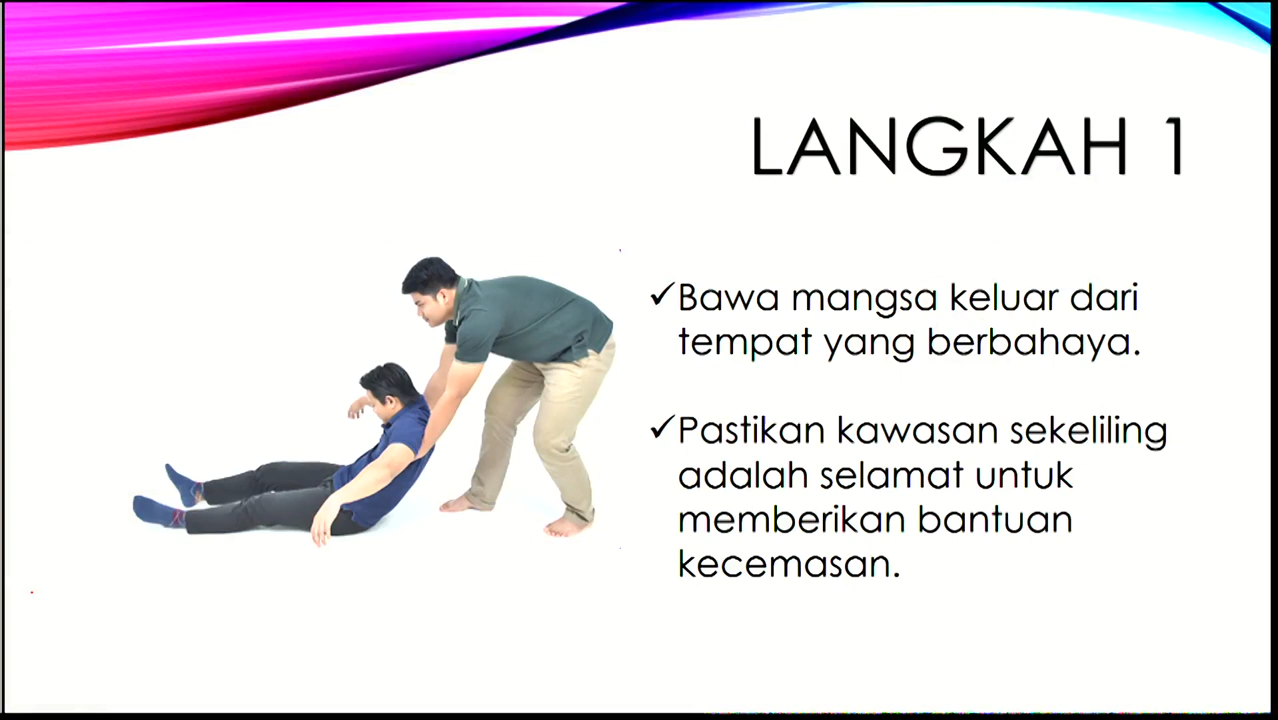 LANGKAH 1
✓Bawa mangsa keluar dari
tempat yang berbahaya.
✓Pastikan kawasan sekeliling
adalah selamat untuk
memberikan bantuan
kecemasan.